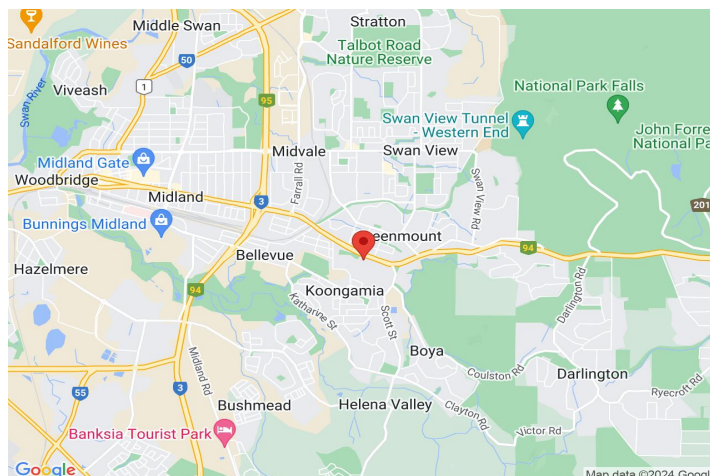 Middle Swan
Stratton
Sandalford Wines
Talbot Road
Nature Reserve
50
Viveash
1
Swan River
95
National Park Falls
Swan View Tunnel
- Western End
John Forre
National Pa
Midland Gate
Midvale
Swan View
Woodbridge
Farrall Rd
Midland
3
Swan View Rd
201
Bunnings Midland
eenmount
94
Bellevue
Hazelmere
94
Koongamia
Katharine St
Scott St
Darlington Rd
Midland Rd
Boya
Coulston Rd
Darlington
55
3
Ryecroft Rd
Bushmead
Helena Valley
Clayton Rd
Banksia Tourist Park
Victor Rd
Google
Map data ©2024 Googl